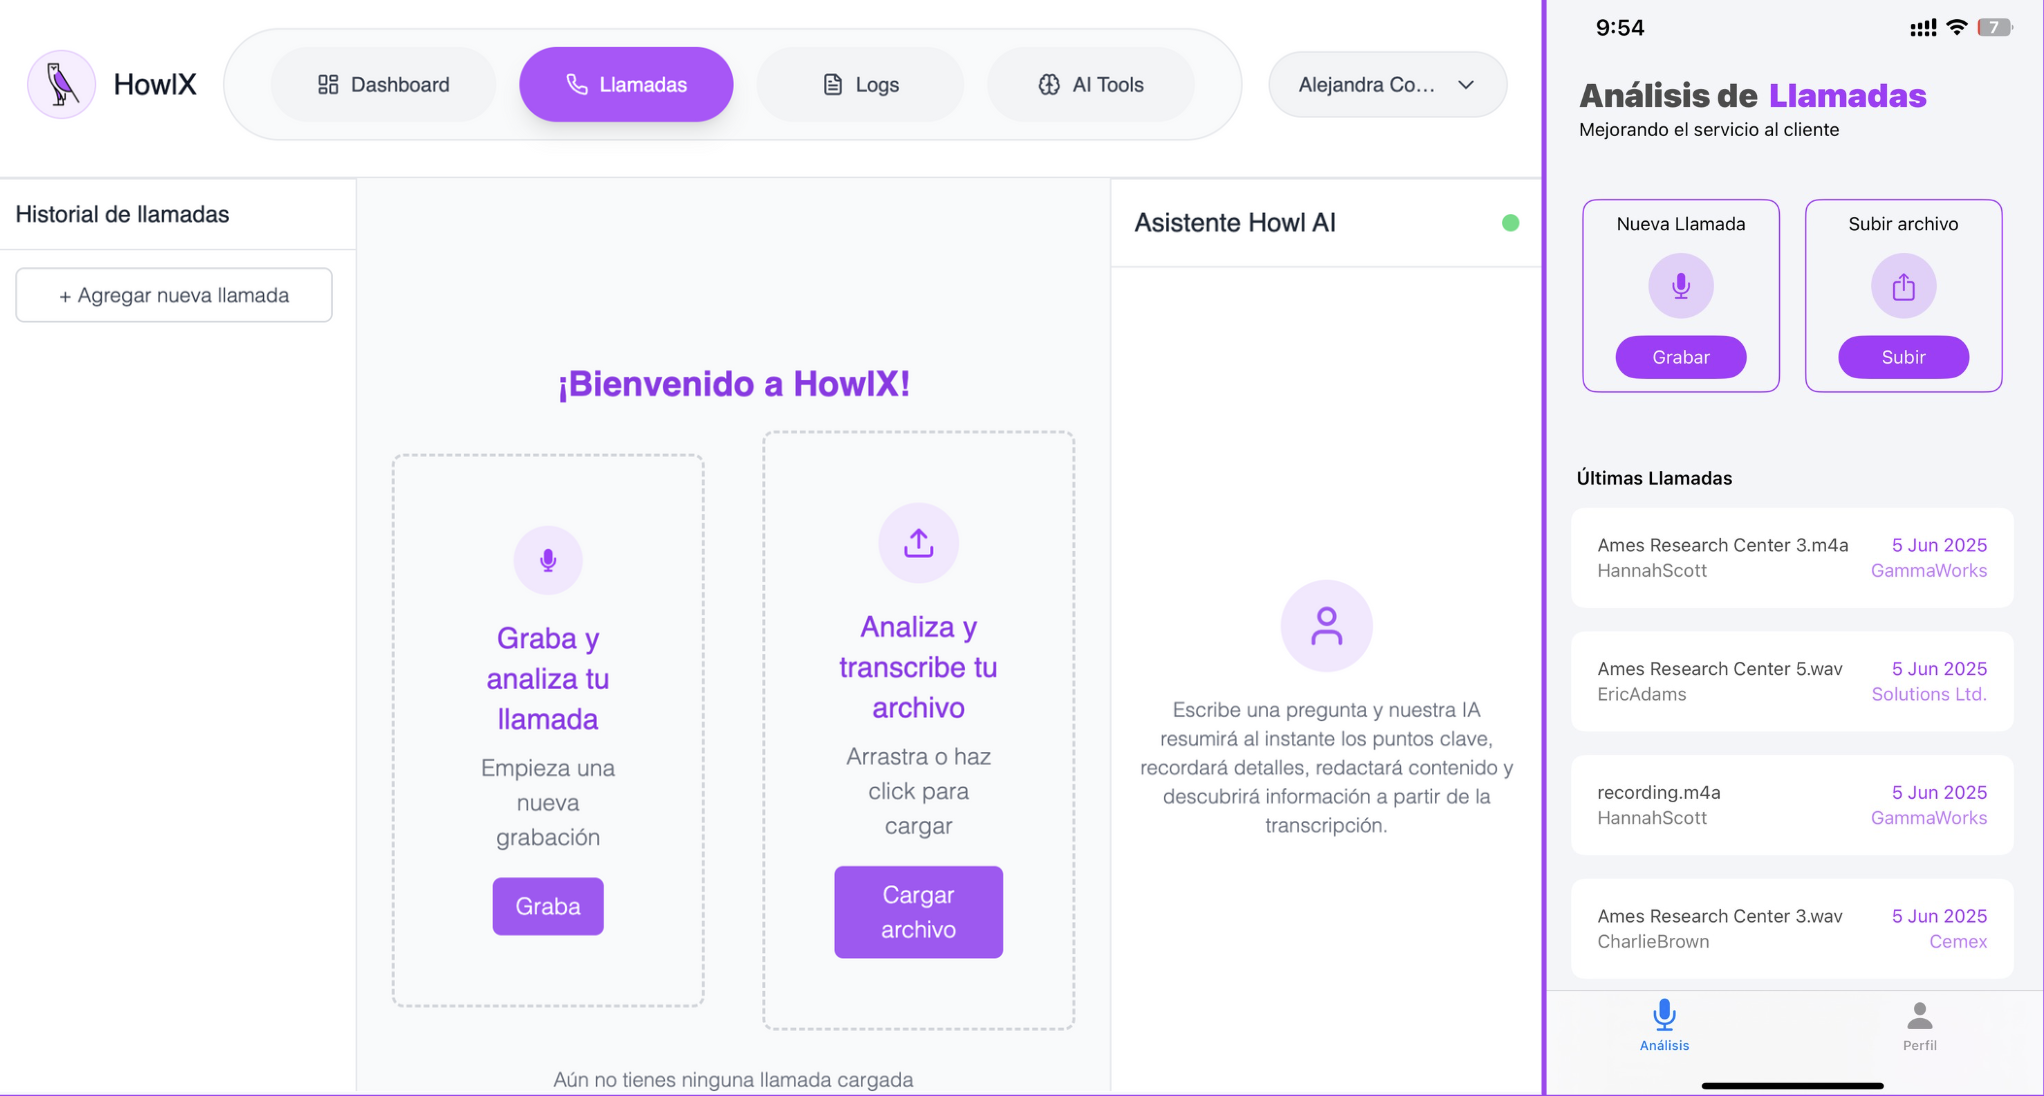 HowlX
Dashboard
Llamadas
Logs
AI Tools
Alejandra Co...
Historial de llamadas
+ Agregar nueva llamada
¡Bienvenido a HowlX!
Graba y
analiza tu
llamada
Empieza una
nueva
grabación
Graba
Analiza y
transcribe tu
archivo
Arrastra o haz
click para
cargar
Cargar
archivo
Aún no tienes ninguna llamada cargada
Asistente Howl AI
Escribe una pregunta y nuestra IA
resumirá al instante los puntos clave,
recordará detalles, redactará contenido y
descubrirá información a partir de la
transcripción.
9:54
7
Análisis de Llamadas
Mejorando el servicio al cliente
Nueva Llamada
Grabar
Subir archivo
Subir
Últimas Llamadas
Ames Research Center 3.m4a 5 Jun 2025
HannahScott GammaWorks
Ames Research Center 5.wav 5 Jun 2025
EricAdams Solutions Ltd.
recording.m4a 5 Jun 2025
HannahScott GammaWorks
Ames Research Center 3.wav 5 Jun 2025
CharlieBrown Cemex
Análisis
Perfil